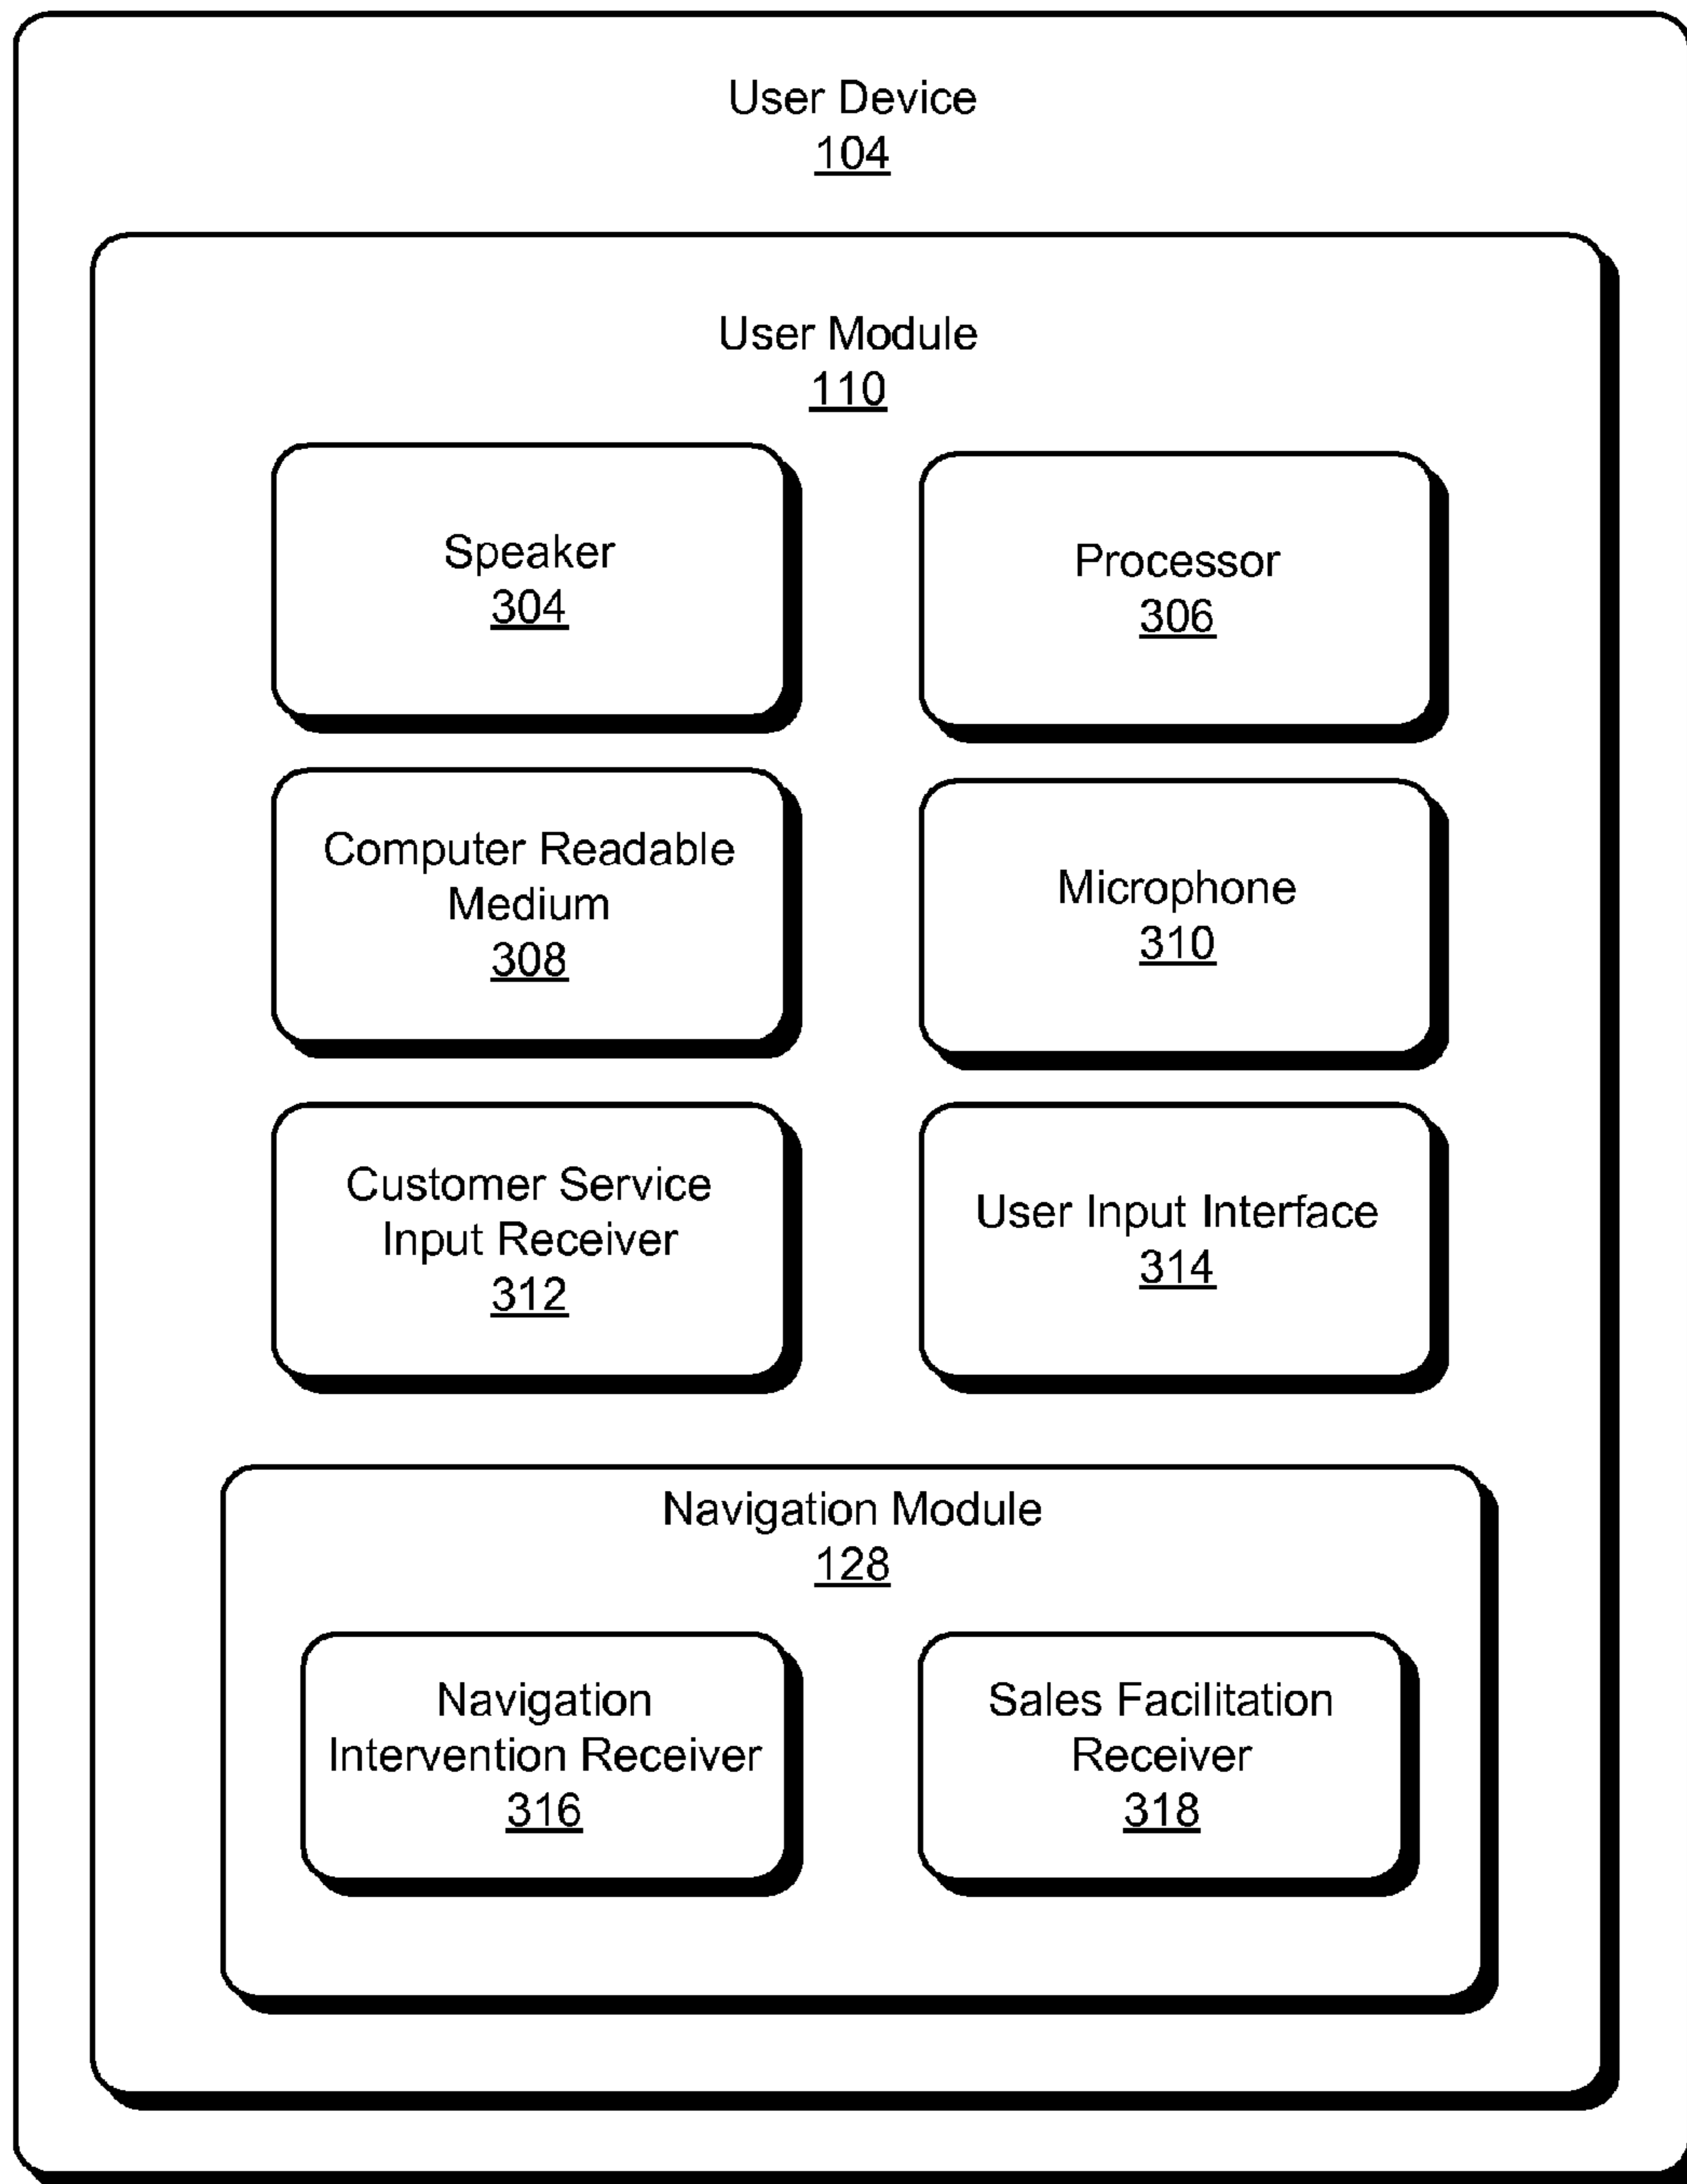 User Device
104
User Module
110
Speaker
304
Processor
306
Computer Readable
Medium
308
Microphone
310
Customer Service
Input Receiver
312
User Input Interface
314
Navigation Module
128
Navigation
Intervention Receiver
316
Sales Facilitation
Receiver
318